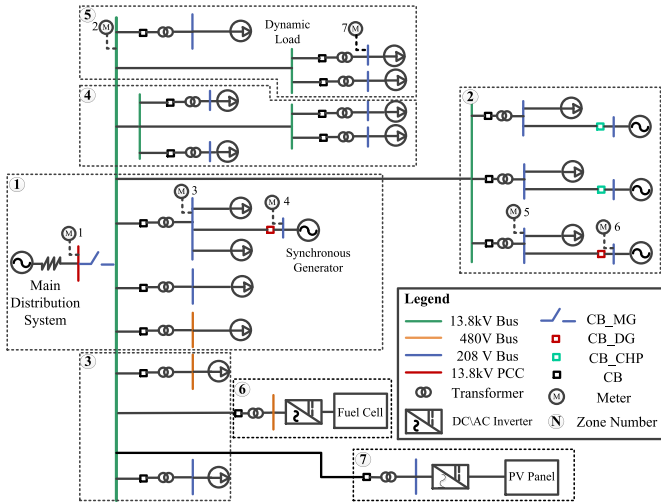 5
2
M
Dynamic
Load
7
M
4
2
1
M
3
M
4
M
5
M
6
M
1
Synchronous
Generator
Main
Distribution
System
3
6
Fuel Cell
7
PV Panel
Legend
13.8kV Bus
480V Bus
208 V Bus
13.8kV PCC
Transformer
DC\AC Inverter
CB_MG
CB_DG
CB_CHP
CB
M Meter
N Zone Number